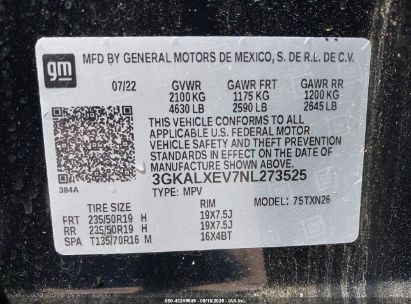 gm
MFD BY GENERAL MOTORS DE MEXICO, S. DE R.L. DE C.V.
07/22 GVWR GAWR FRT GAWR RR
2100 KG 1175 KG 1200 KG
4630 LB 2590 LB 2645 LB
THIS VEHICLE CONFORMS TO ALL
APPLICABLE U.S. FEDERAL MOTOR
VEHICLE SAFETY, BUMPER, AND THEFT
PREVENTION STANDARDS IN EFFECT ON
THE DATE OF MANUFACTURE SHOWN ABOVE.
3GKALXEV7NL273525
384A
TYPE: MPV MODEL: 75TXN26
TIRE SIZE RIM
FRT 235/50R19 H 19X7.5J
RR 235/50R19 H 19X7.5J
SPA T135/70R16 M 16X4BT